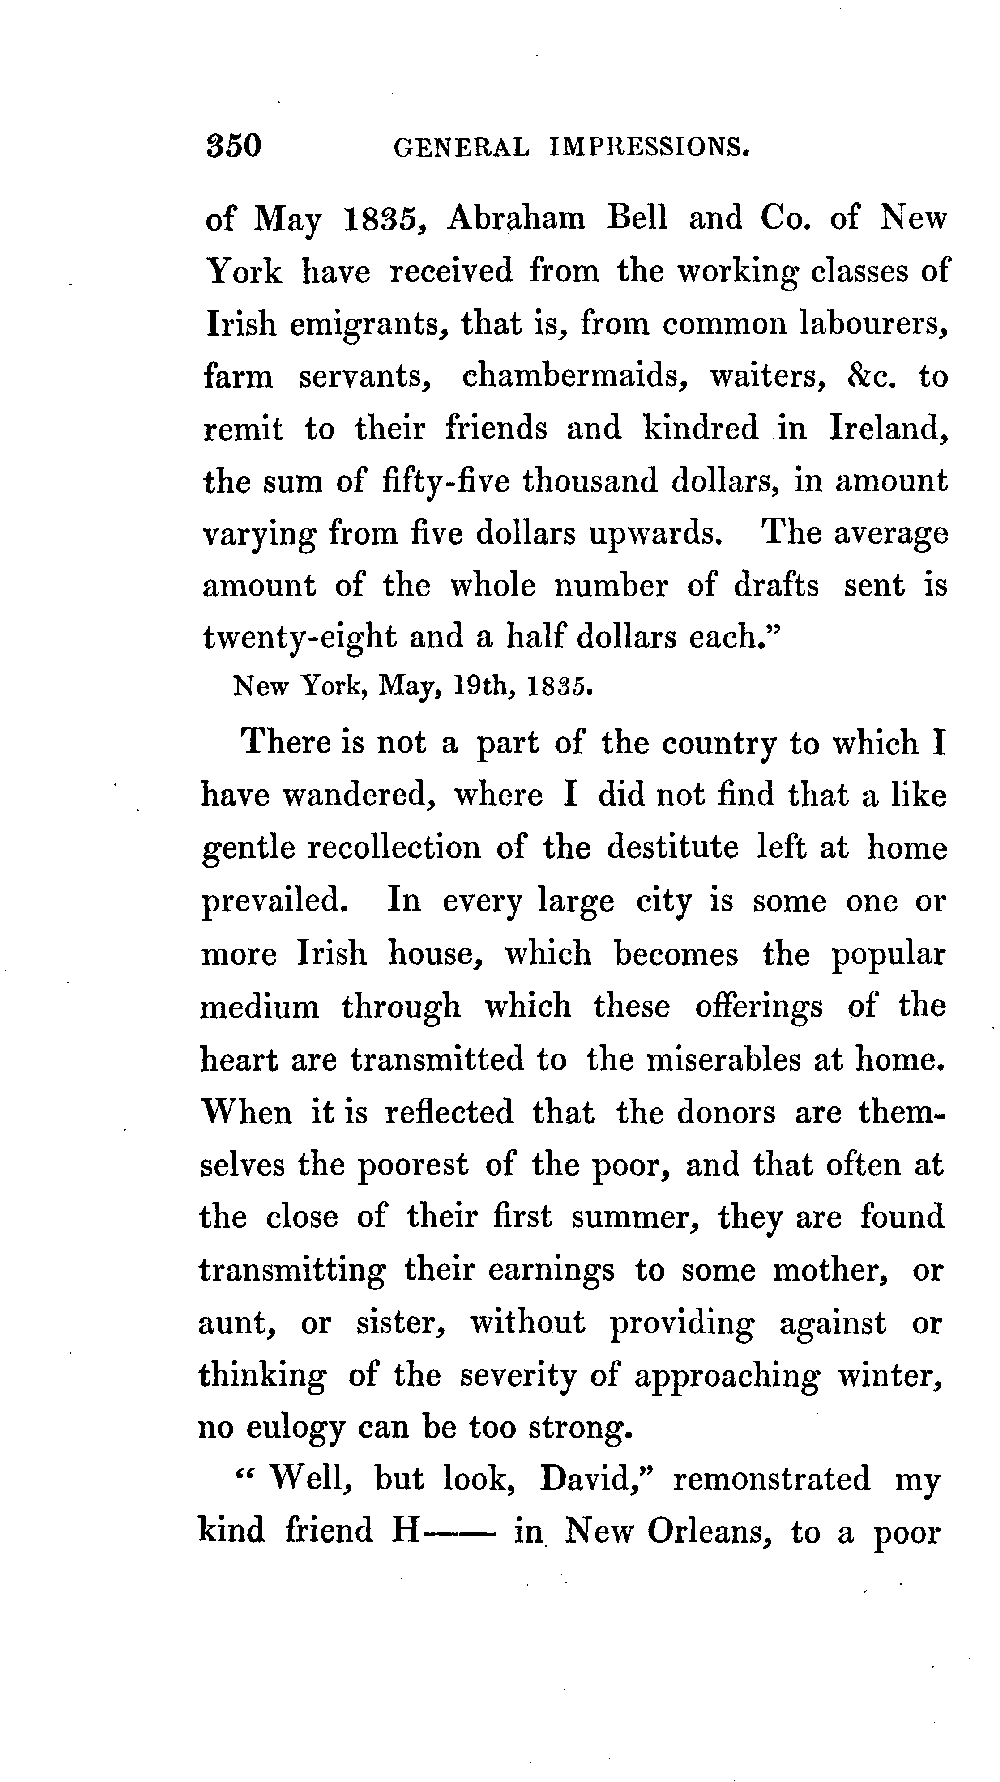 350 GENERAL IMPRESSIONS.
of May 1835, Abraham Bell and Co. of New
York have received from the working classes of
Irish emigrants, that is, from common labourers,
farm servants, chambermaids, waiters, &c. to
remit to their friends and kindred in Ireland,
the sum of fifty-five thousand dollars, in amount
varying from five dollars upwards. The average
amount of the whole number of drafts sent is
twenty-eight and a half dollars each.”
New York, May, 19th, 1835.
There is not a part of the country to which I
have wandered, where I did not find that a like
gentle recollection of the destitute left at home
prevailed. In every large city is some one or
more Irish house, which becomes the popular
medium through which these offerings of the
heart are transmitted to the miserables at home.
When it is reflected that the donors are them-
selves the poorest of the poor, and that often at
the close of their first summer, they are found
transmitting their earnings to some mother, or
aunt, or sister, without providing against or
thinking of the severity of approaching winter,
no eulogy can be too strong.
“ Well, but look, David,” remonstrated my
kind friend H—— in New Orleans, to a poor